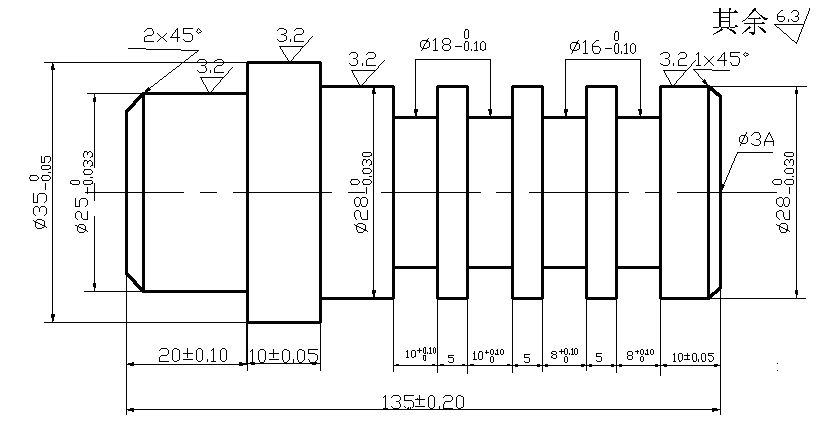 其余 6.3
2×45° 3.2 Ø18 0 -0.10 Ø16 0 -0.10
3.2 3.2 3.2 1×45°
Ø3A
Ø35 0 -0.05
Ø25 0 -0.033
Ø28 0 -0.030
Ø28 0 -0.030
20±0.10 10±0.05 10 +0.10 0 5 10 +0.10 0 5 8 +0.10 0 5 8 +0.10 0 10±0.05
135±0.20